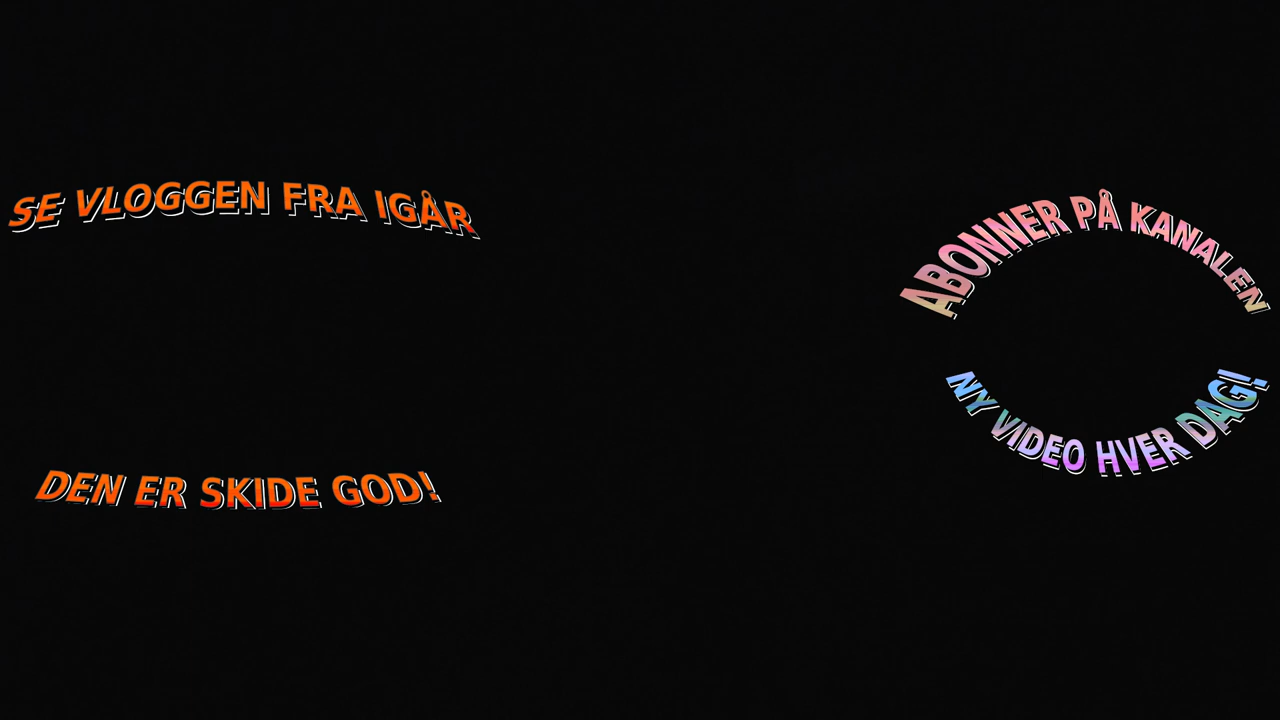 SE VLOGGEN FRA IGÅR
DEN ER SKIDE GOD!
ABONNER PÅ KANALEN
NY VIDEO HVER DAG!